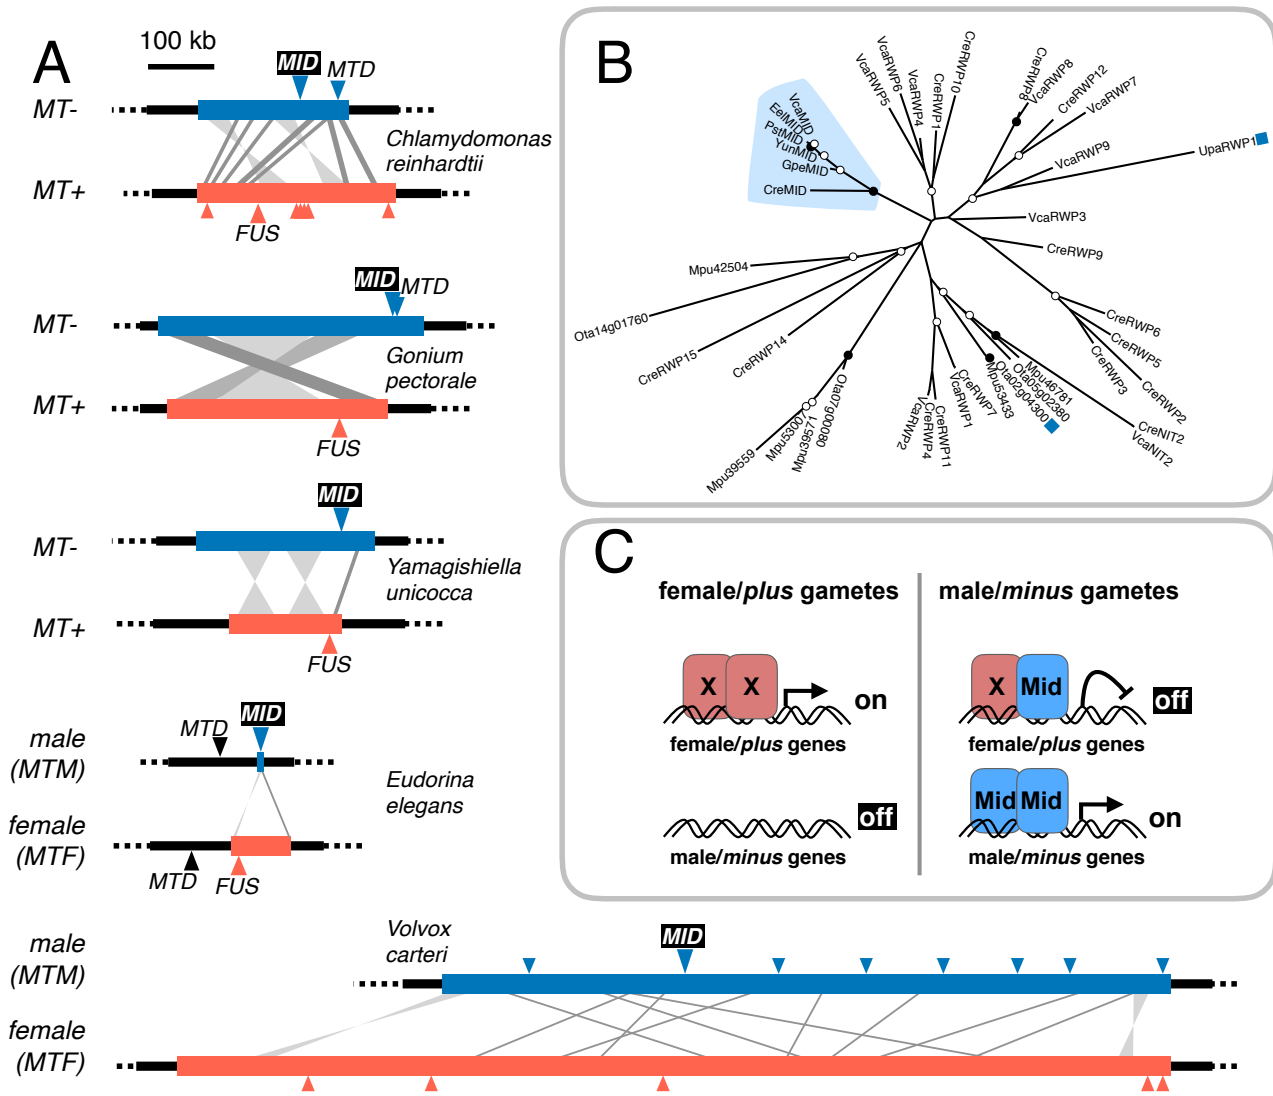 A
100 kb
MID
MTD
MT-
Chlamydomonas
reinhardtii
MT+
FUS
MID
MTD
MT-
Gonium
pectorale
MT+
FUS
MID
MT-
Yamagishiella
unicocca
MT+
FUS
MID
MTD
male
(MTM)
Eudorina
elegans
female
(MTF)
MTD
FUS
Volvox
carteri
male
(MTM)
MID
female
(MTF)
B
VcaMID
EelMID
PstMID
YunMID
GpeMID
CreMID
VcaRWP5
VcaRWP6
VcaRWP4
CreRWP1
CreRWP10
CreRWP8
VcaRWP8
CreRWP12
VcaRWP7
VcaRWP9
UpaRWP1
VcaRWP3
CreRWP9
CreRWP6
CreRWP5
CreRWP2
CreRWP3
CreNIT2
VcaNIT2
Mpu46781
Ota05g02380
Ota02g04300
Mpu53433
CreRWP7
VcaRWP1
CreRWP11
CreRWP4
VcaRWP2
Ota07g00080
Mpu39571
Mpu53007
Mpu39559
CreRWP14
CreRWP15
Ota14g01760
Mpu42504
C
female/plus gametes
male/minus gametes
X X
on
female/plus genes
X Mid
off
female/plus genes
off
male/minus genes
Mid Mid
on
male/minus genes